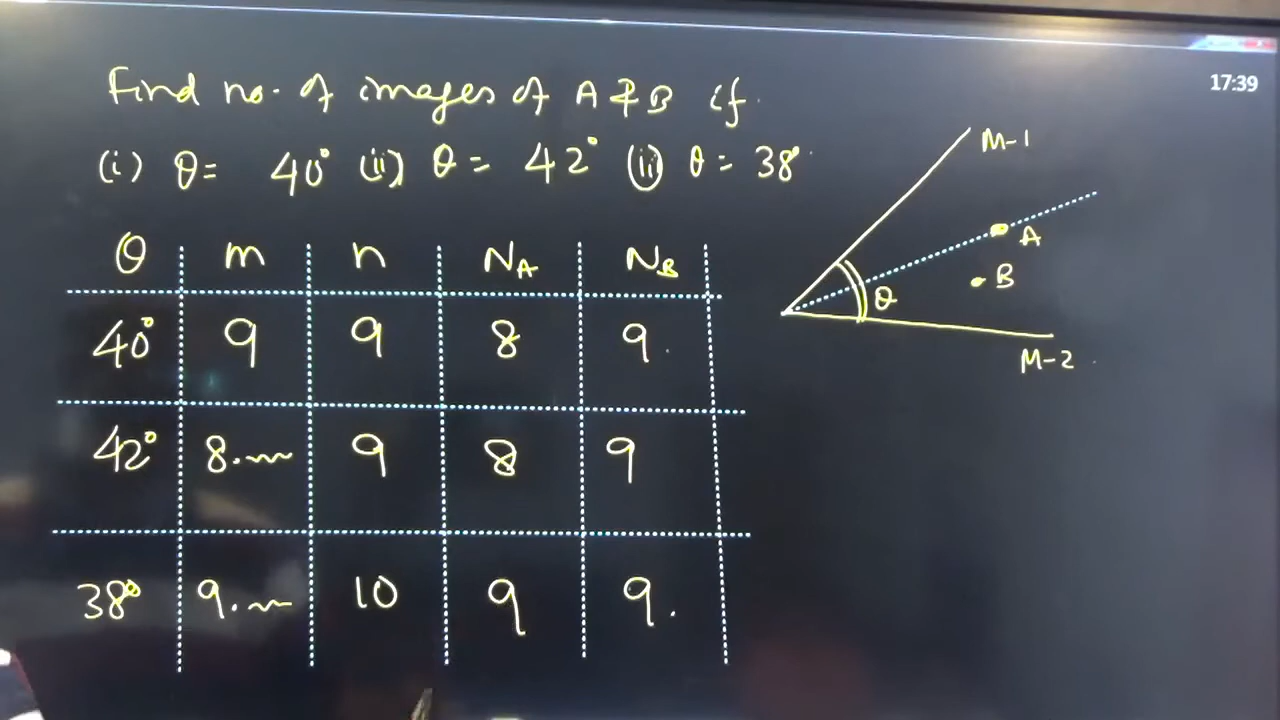 17:39
Find no. of images of A & B if.
(i) θ = 40° (ii) θ = 42° (ii) θ = 38°
θ m n N_A N_B
40° 9 9 8 9.
42° 8. 9 8 9
38° 9. 10 9 9.
M-1
A
B
θ
M-2